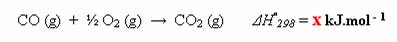 CO (g) + ½ O₂ (g) → CO₂ (g) ΔH°₂₉₈ = x kJ.mol⁻¹